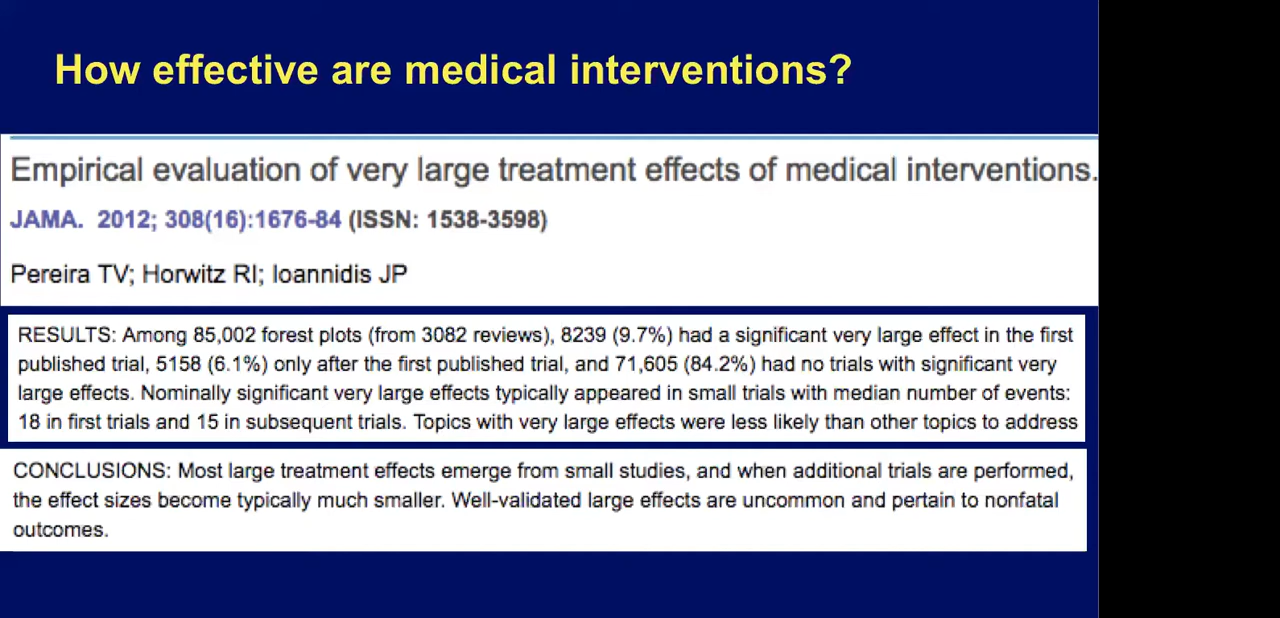 How effective are medical interventions?
Empirical evaluation of very large treatment effects of medical interventions.
JAMA. 2012; 308(16):1676-84 (ISSN: 1538-3598)
Pereira TV; Horwitz RI; Ioannidis JP
RESULTS: Among 85,002 forest plots (from 3082 reviews), 8239 (9.7%) had a significant very large effect in the first
published trial, 5158 (6.1%) only after the first published trial, and 71,605 (84.2%) had no trials with significant very
large effects. Nominally significant very large effects typically appeared in small trials with median number of events:
18 in first trials and 15 in subsequent trials. Topics with very large effects were less likely than other topics to address
CONCLUSIONS: Most large treatment effects emerge from small studies, and when additional trials are performed,
the effect sizes become typically much smaller. Well-validated large effects are uncommon and pertain to nonfatal
outcomes.